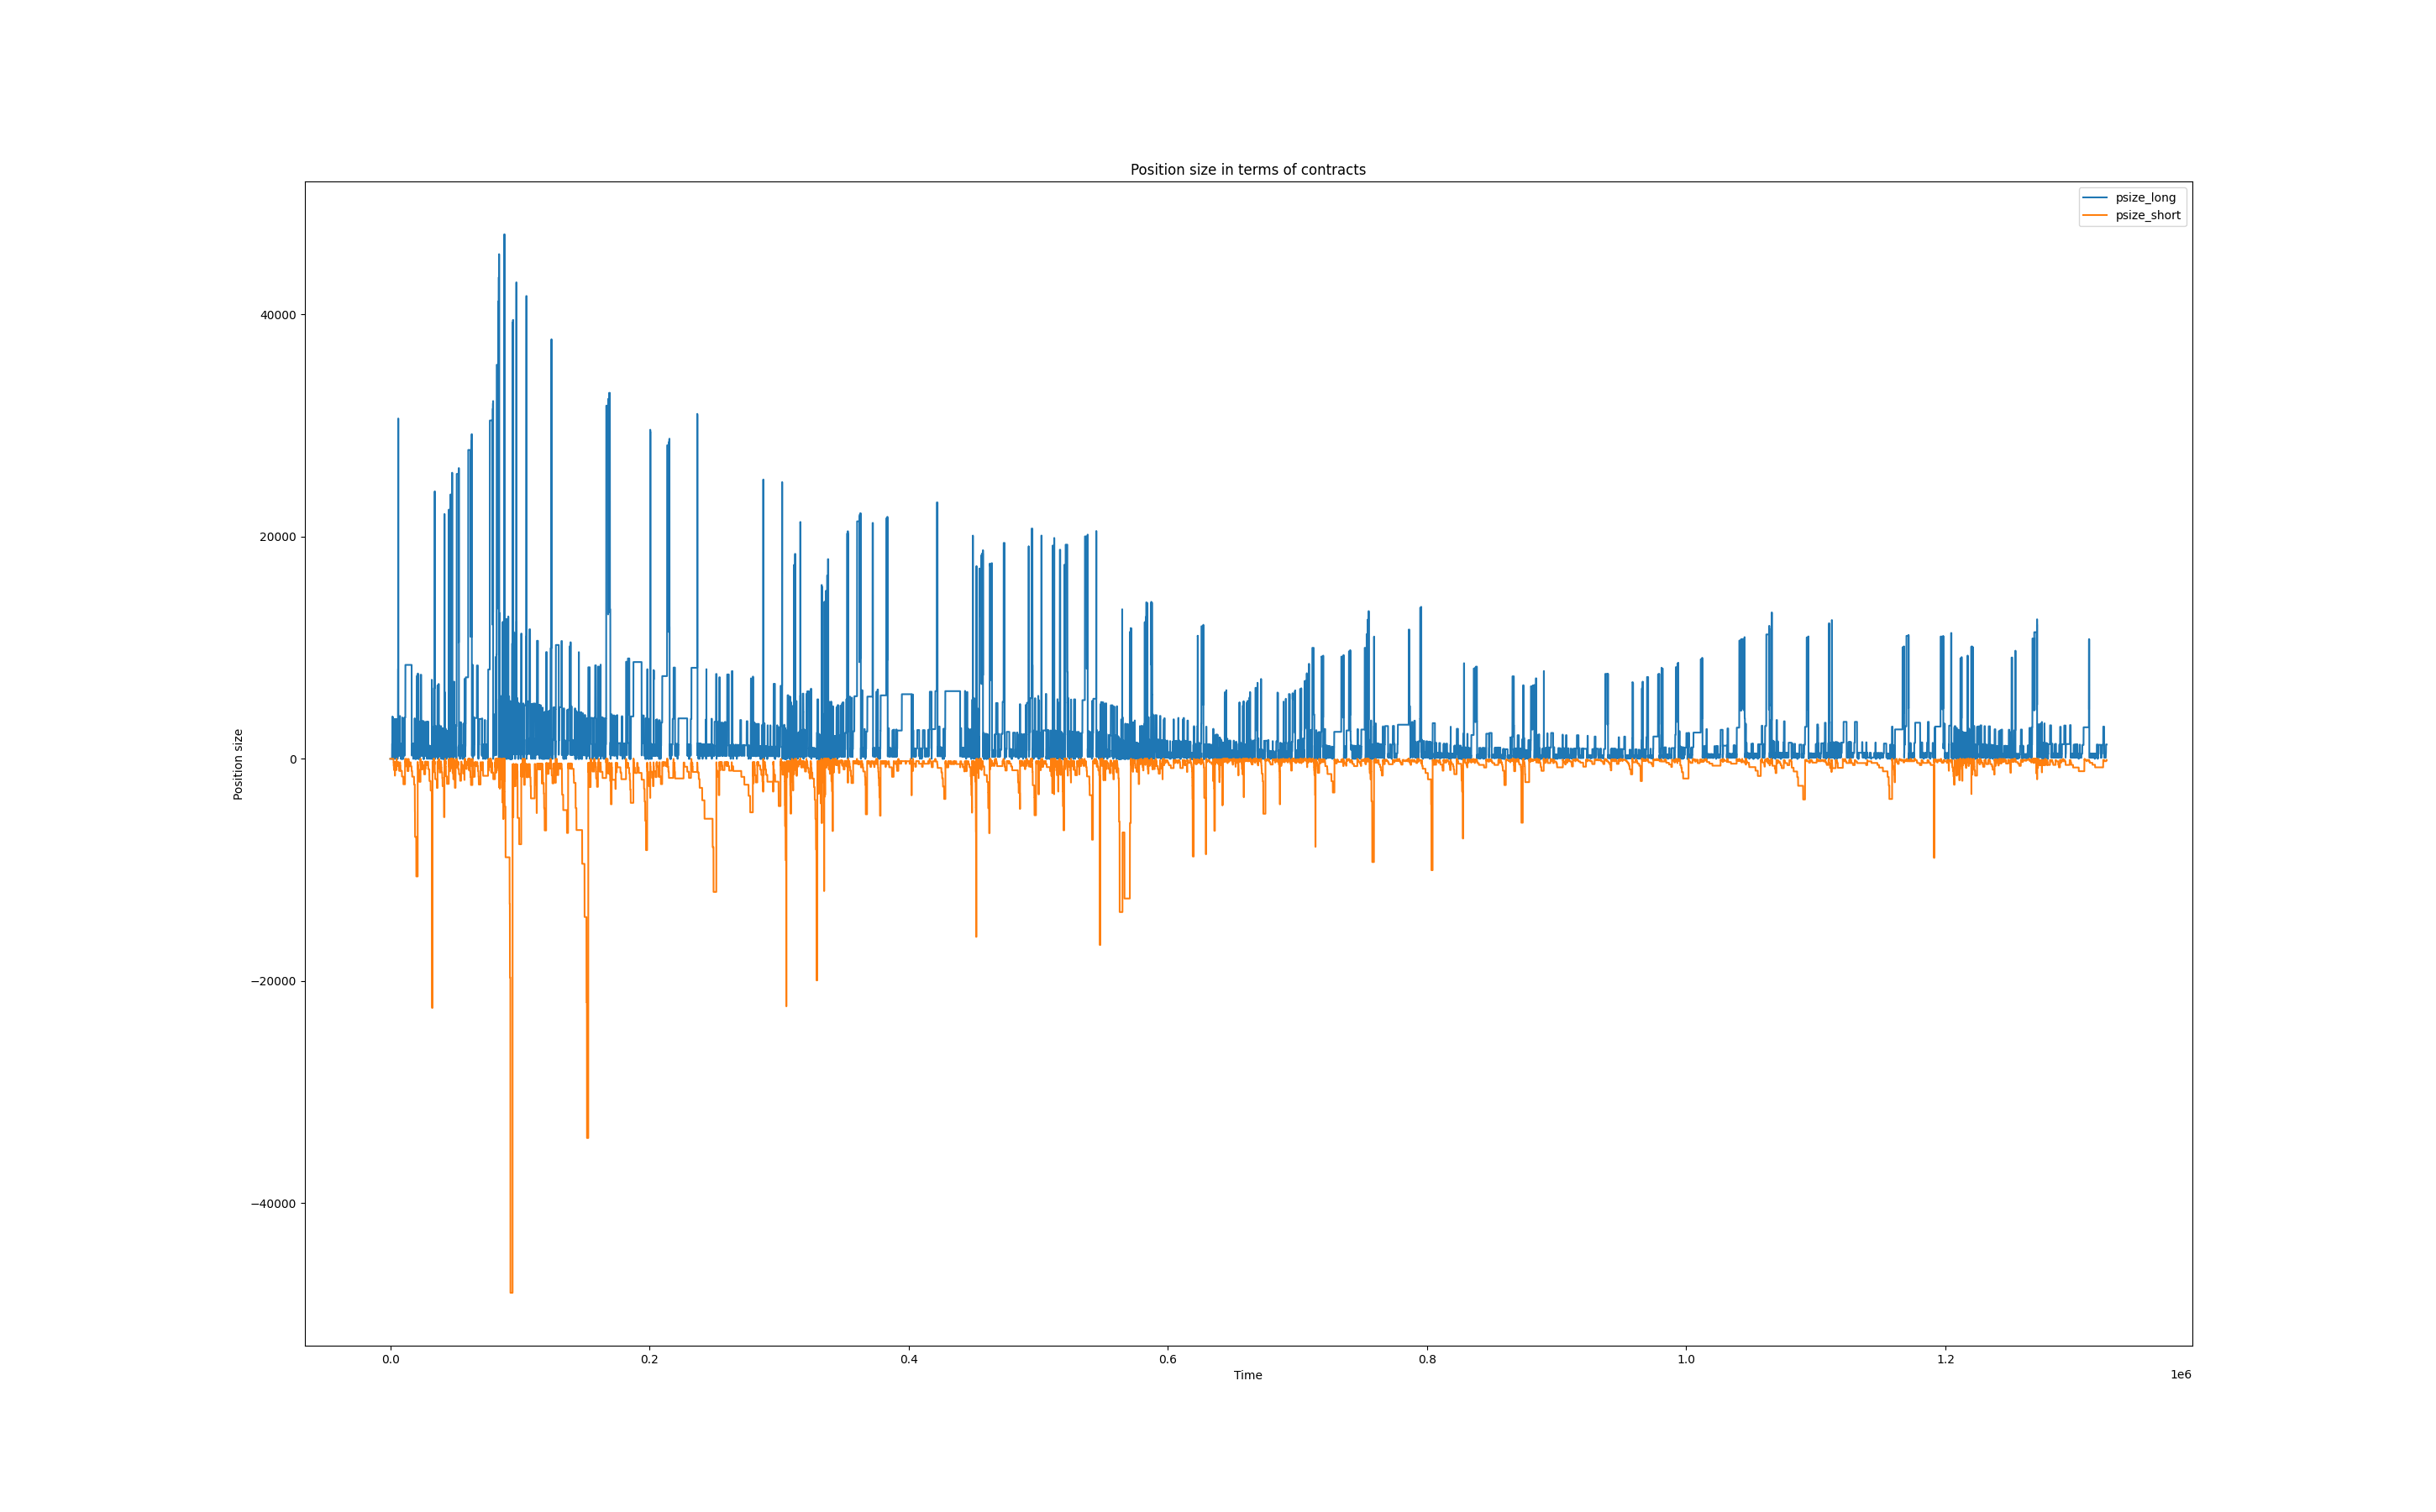 Position size in terms of contracts
psize_long
psize_short
Position size
40000
20000
0
−20000
−40000
0.0 0.2 0.4 0.6 0.8 1.0 1.2
Time
1e6